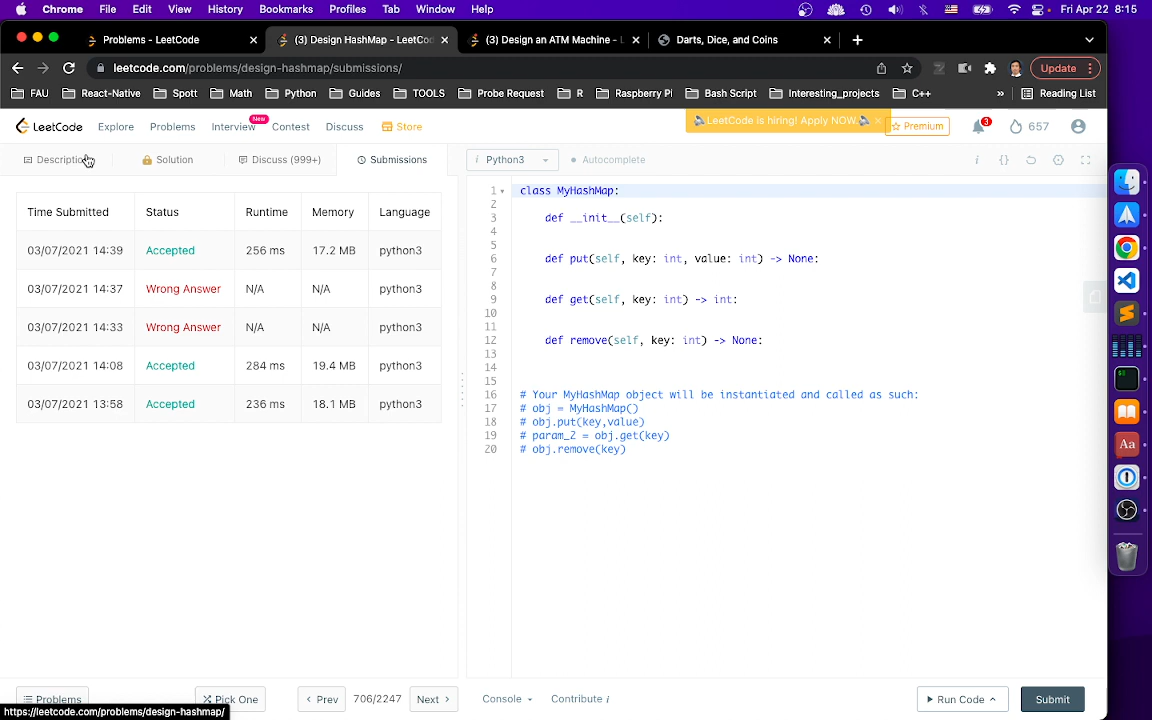 Chrome File Edit View History Bookmarks Profiles Tab Window Help Fri Apr 22 8:15
Problems - LeetCode (3) Design HashMap - LeetCod (3) Design an ATM Machine - L Darts, Dice, and Coins
leetcode.com/problems/design-hashmap/submissions/ Update
FAU React-Native Spott Math Python Guides TOOLS Probe Request R Raspberry Pi Bash Script Interesting_projects C++ » Reading List
LeetCode Explore Problems Interview New Contest Discuss Store LeetCode is hiring! Apply NOW. × Premium 3 657
Description Solution Discuss (999+) Submissions i Python3 Autocomplete i {}
Time Submitted Status Runtime Memory Language
03/07/2021 14:39 Accepted 256 ms 17.2 MB python3
03/07/2021 14:37 Wrong Answer N/A N/A python3
03/07/2021 14:33 Wrong Answer N/A N/A python3
03/07/2021 14:08 Accepted 284 ms 19.4 MB python3
03/07/2021 13:58 Accepted 236 ms 18.1 MB python3
1 class MyHashMap:
2
3 def __init__(self):
4
5
6 def put(self, key: int, value: int) -> None:
7
8
9 def get(self, key: int) -> int:
10
11
12 def remove(self, key: int) -> None:
13
14
15
16 # Your MyHashMap object will be instantiated and called as such:
17 # obj = MyHashMap()
18 # obj.put(key,value)
19 # param_2 = obj.get(key)
20 # obj.remove(key)
Aa
Problems Pick One < Prev 706/2247 Next > Console Contribute i Run Code Submit
https://leetcode.com/problems/design-hashmap/